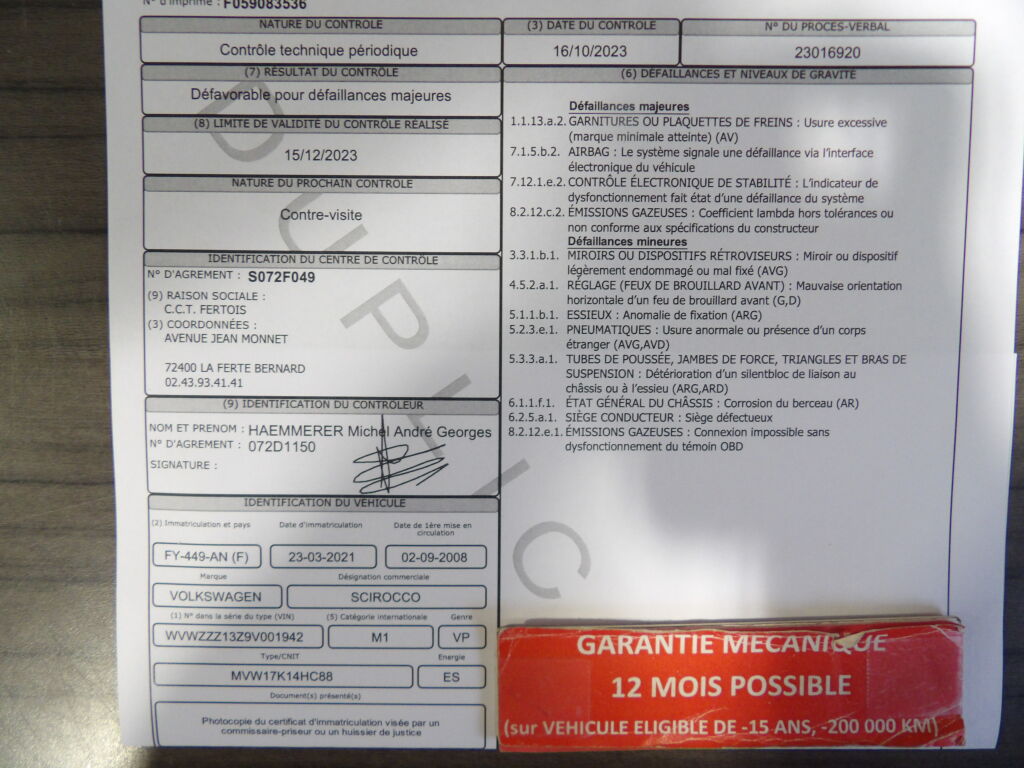 N° d'imprimé : F059083536
NATURE DU CONTRÔLE
Contrôle technique périodique
(3) DATE DU CONTROLE
16/10/2023
N° DU PROCES-VERBAL
23016920
(7) RÉSULTAT DU CONTRÔLE
Défavorable pour défaillances majeures
(8) LIMITE DE VALIDITÉ DU CONTRÔLE RÉALISÉ
15/12/2023
NATURE DU PROCHAIN CONTRÔLE
Contre-visite
IDENTIFICATION DU CENTRE DE CONTRÔLE
N° D'AGREMENT : S072F049
(9) RAISON SOCIALE :
C.C.T. FERTOIS
(3) COORDONNÉES :
AVENUE JEAN MONNET
72400 LA FERTE BERNARD
02.43.93.41.41
(9) IDENTIFICATION DU CONTRÔLEUR
NOM ET PRENOM : HAEMMERER Michel André Georges
N° D'AGREMENT : 072D1150
SIGNATURE :
IDENTIFICATION DU VÉHICULE
(2) Immatriculation et pays
Date d'immatriculation
Date de 1ère mise en
circulation
FY-449-AN (F)
23-03-2021
02-09-2008
Marque
Désignation commerciale
VOLKSWAGEN
SCIROCCO
(1) N° dans la série du type (VIN)
(5) Catégorie internationale
Genre
WVWZZZ13Z9V001942
M1
VP
Type/CNIT
Energie
MVW17K14HC88
ES
Document(s) présenté(s)
Photocopie du certificat d'immatriculation visée par un
commissaire-priseur ou un huissier de justice
(6) DÉFAILLANCES ET NIVEAUX DE GRAVITÉ
Défaillances majeures
1.1.13.a.2. GARNITURES OU PLAQUETTES DE FREINS : Usure excessive
(marque minimale atteinte) (AV)
7.1.5.b.2. AIRBAG : Le système signale une défaillance via l'interface
électronique du véhicule
7.12.1.e.2. CONTRÔLE ÉLECTRONIQUE DE STABILITÉ : L'indicateur de
dysfonctionnement fait état d'une défaillance du système
8.2.12.c.2. ÉMISSIONS GAZEUSES : Coefficient lambda hors tolérances ou
non conforme aux spécifications du constructeur
Défaillances mineures
3.3.1.b.1. MIROIRS OU DISPOSITIFS RÉTROVISEURS : Miroir ou dispositif
légèrement endommagé ou mal fixé (AVG)
4.5.2.a.1. RÉGLAGE (FEUX DE BROUILLARD AVANT) : Mauvaise orientation
horizontale d'un feu de brouillard avant (G,D)
5.1.1.b.1. ESSIEUX : Anomalie de fixation (ARG)
5.2.3.e.1. PNEUMATIQUES : Usure anormale ou présence d'un corps
étranger (AVG,AVD)
5.3.3.a.1. TUBES DE POUSSÉE, JAMBES DE FORCE, TRIANGLES ET BRAS DE
SUSPENSION : Détérioration d'un silentbloc de liaison au
châssis ou à l'essieu (ARG,ARD)
6.1.1.f.1. ÉTAT GÉNÉRAL DU CHÂSSIS : Corrosion du berceau (AR)
6.2.5.a.1. SIÈGE CONDUCTEUR : Siège défectueux
8.2.12.e.1. ÉMISSIONS GAZEUSES : Connexion impossible sans
dysfonctionnement du témoin OBD
DUPLIC
GARANTIE MECANIQUE
12 MOIS POSSIBLE
(sur VEHICULE ELIGIBLE DE -15 ANS, -200 000 KM)